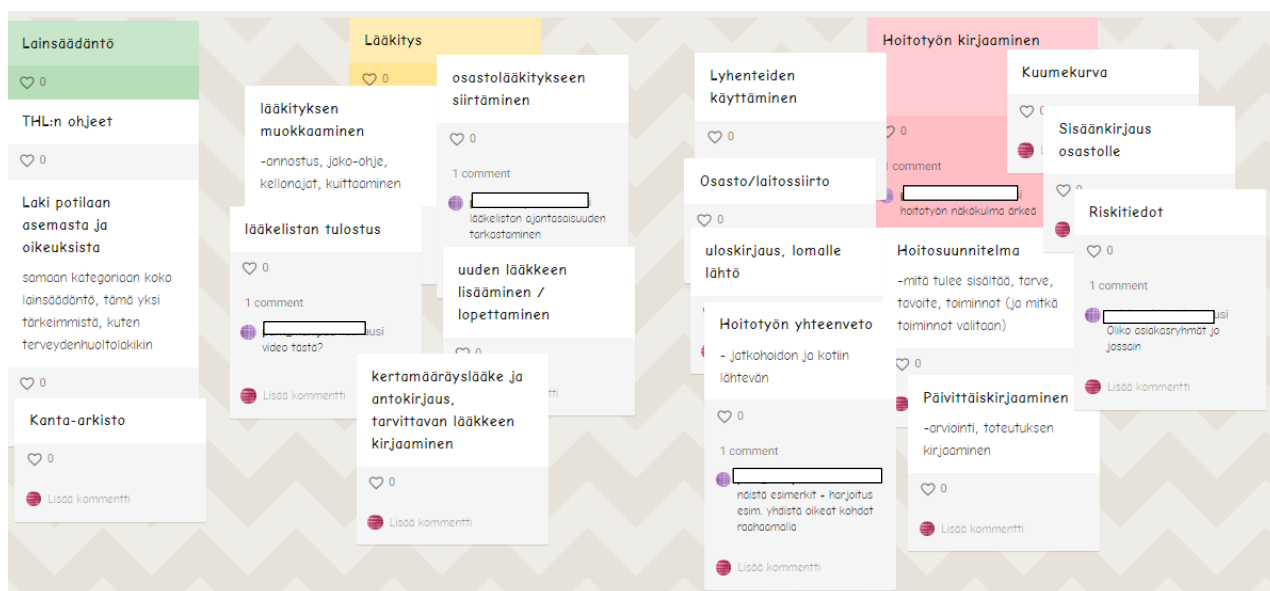 Lainsäädäntö
0
THL:n ohjeet
0
Laki potilaan
asemasta ja
oikeuksista
samaan kategoriaan koko
lainsäädäntö, tämä yksi
tärkeimmistä, kuten
terveydenhuoltolakikin
0
Kanta-arkisto
0
Lisää kommentti
Lääkitys
0
lääkityksen
muokkaaminen
-annostus, jako-ohje,
kellonajat, kuittaaminen
lääkelistan tulostus
0
1 comment
video tästä?
Lisää kommentti
osastolääkitykseen
siirtäminen
0
1 comment
lääkelistan ajantasaisuuden
tarkastaminen
uuden lääkkeen
lisääminen /
lopettaminen
0
kertamääräyslääke ja
antokirjaus,
tarvittavan lääkkeen
kirjaaminen
0
Lisää kommentti
Lyhenteiden
käyttäminen
0
Osasto/laitossiirto
0
uloskirjaus, lomalle
lähtö
Hoitotyön yhteenveto
- jatkohoidon ja kotiin
lähtevän
0
1 comment
näistä esimerkit + harjoitus
esim. yhdistä oikeat kohdat
raahaamalla
Lisää kommentti
Hoitotyön kirjaaminen
0
1 comment
hoitotyön näkökulma ärkeä
Hoitosuunnitelma
-mitä tulee sisältää, tarve,
tavoite, toiminnot (ja mitkä
toiminnot valitaan)
0
Päivittäiskirjaaminen
-arviointi, toteutuksen
kirjaaminen
0
Lisää kommentti
Kuumekurva
Sisäänkirjaus
osastolle
Riskitiedot
0
1 comment
Oliko asiakasryhmät jo
jossain
Lisää kommentti